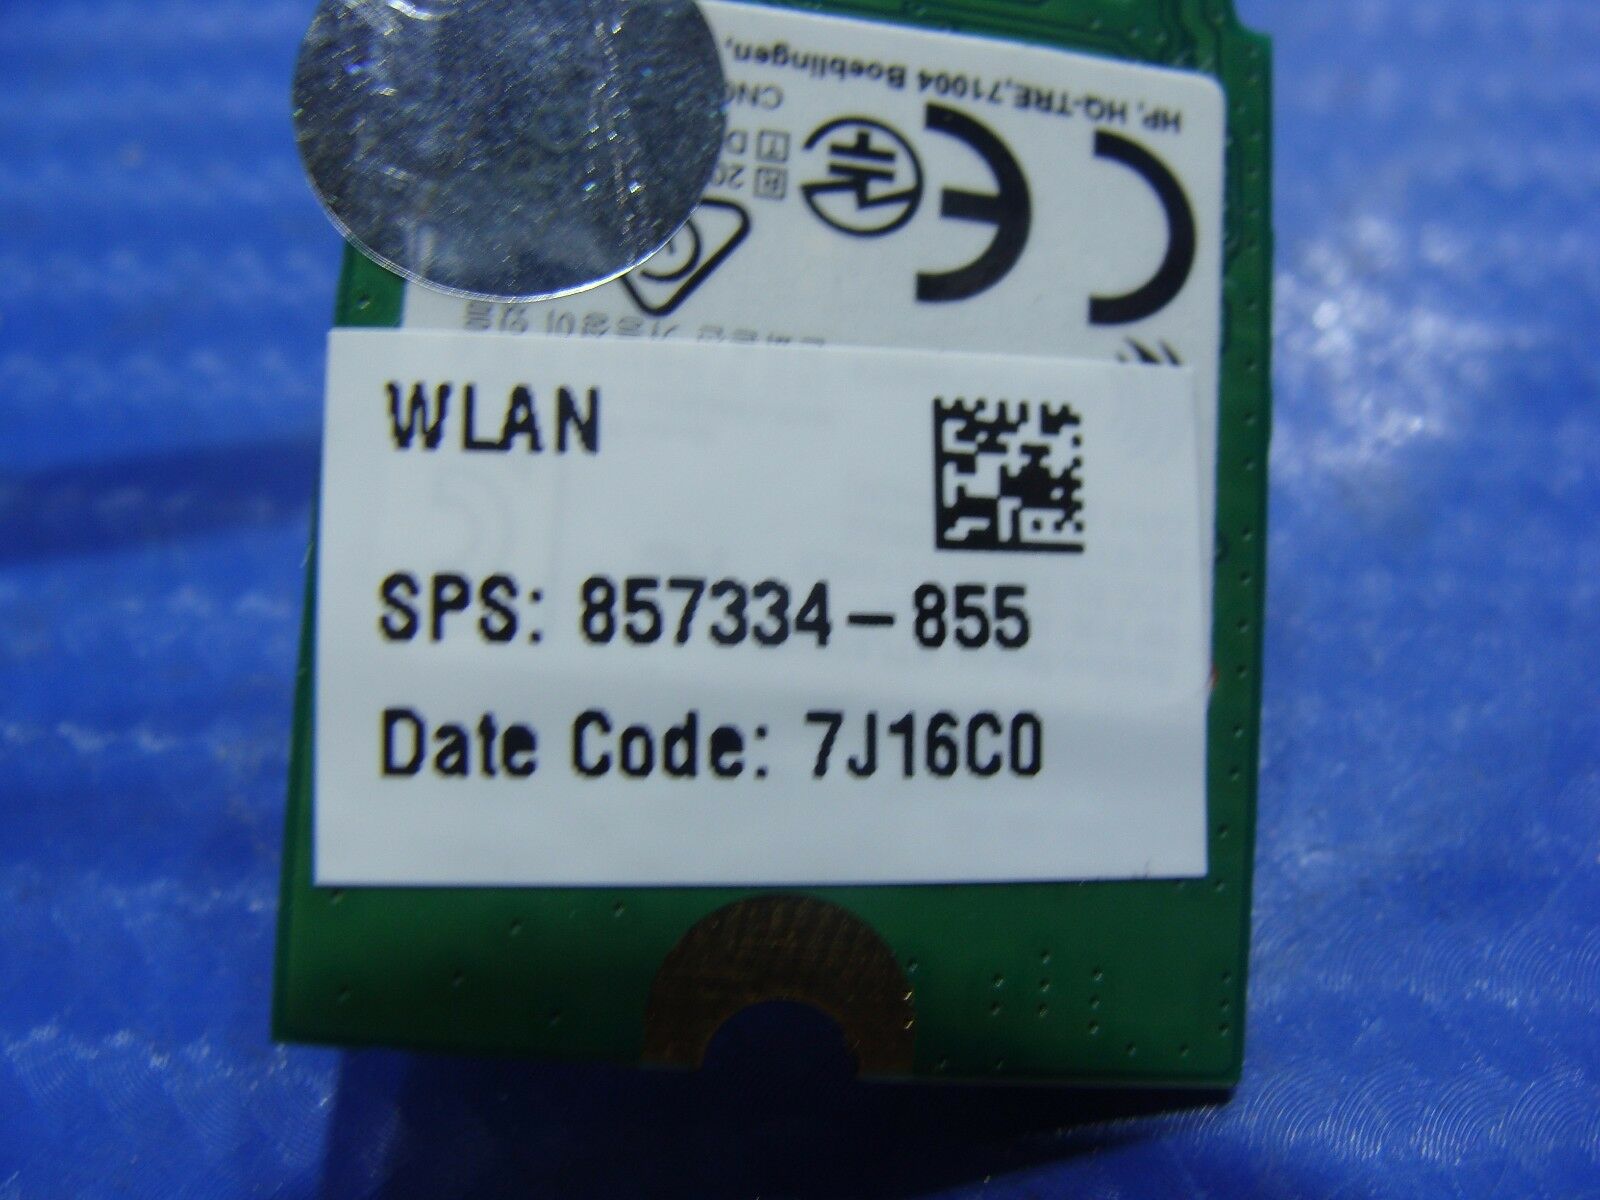 HP, HQ-TRE,71004 Boeblingen,
WLAN
SPS: 857334-855
Date Code: 7J16C0